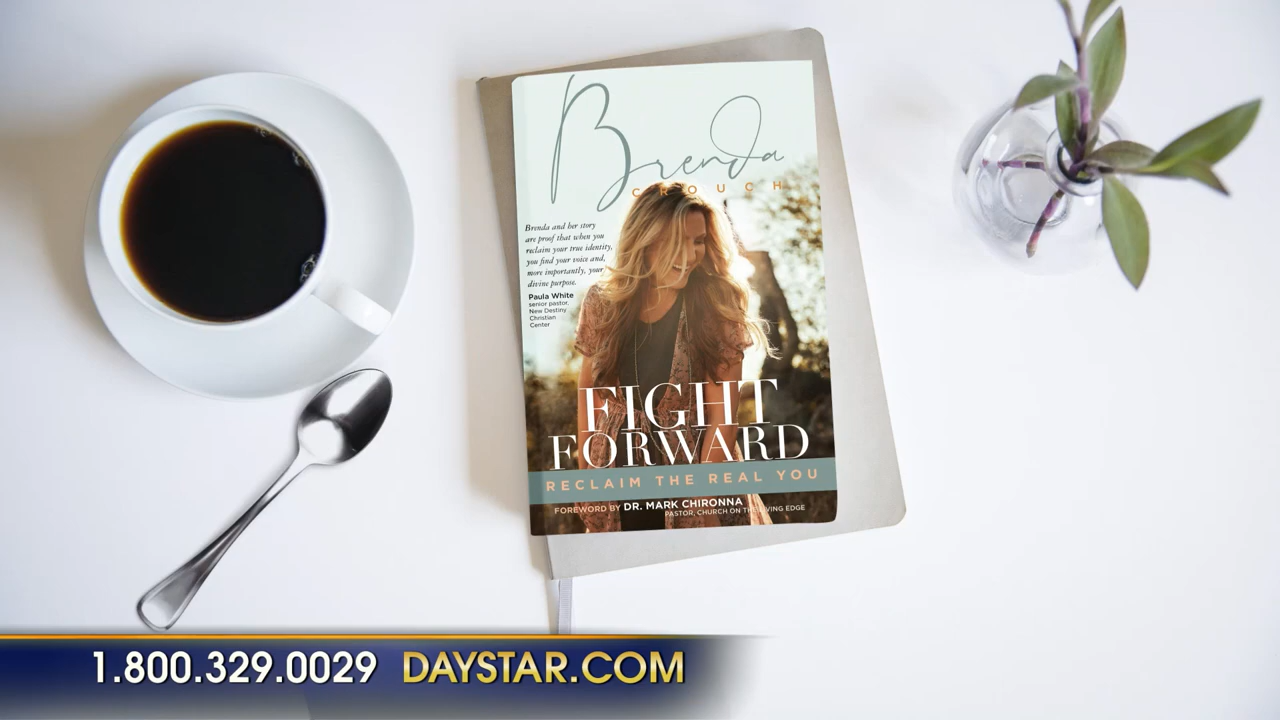 Brenda
CROUCH
Brenda and her story
are proof that when you
reclaim your true identity,
you find your voice and,
more importantly, your
divine purpose.
Paula White
senior pastor,
New Destiny
Christian
Center
FIGHT
FORWARD
RECLAIM THE REAL YOU
FOREWORD BY DR. MARK CHIRONNA
PASTOR, CHURCH ON THE LIVING EDGE
1.800.329.0029 DAYSTAR.COM